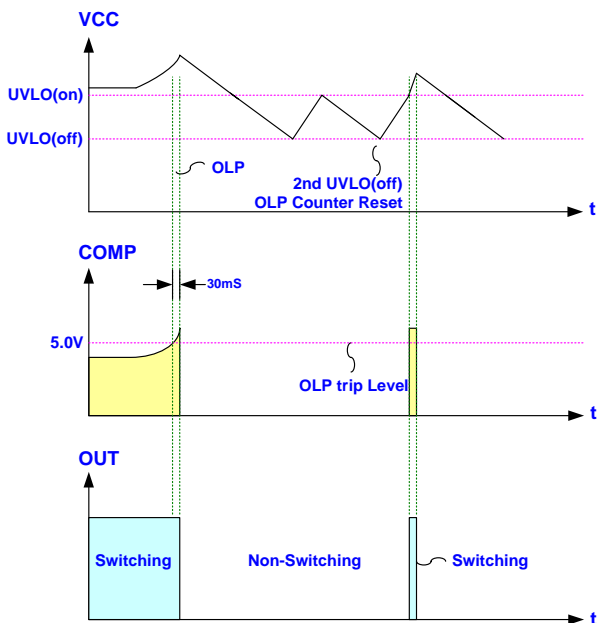 VCC
UVLO(on)
UVLO(off)
OLP
2nd UVLO(off)
OLP Counter Reset
t
COMP
30mS
5.0V
OLP trip Level
t
OUT
Switching
Non-Switching
Switching
t